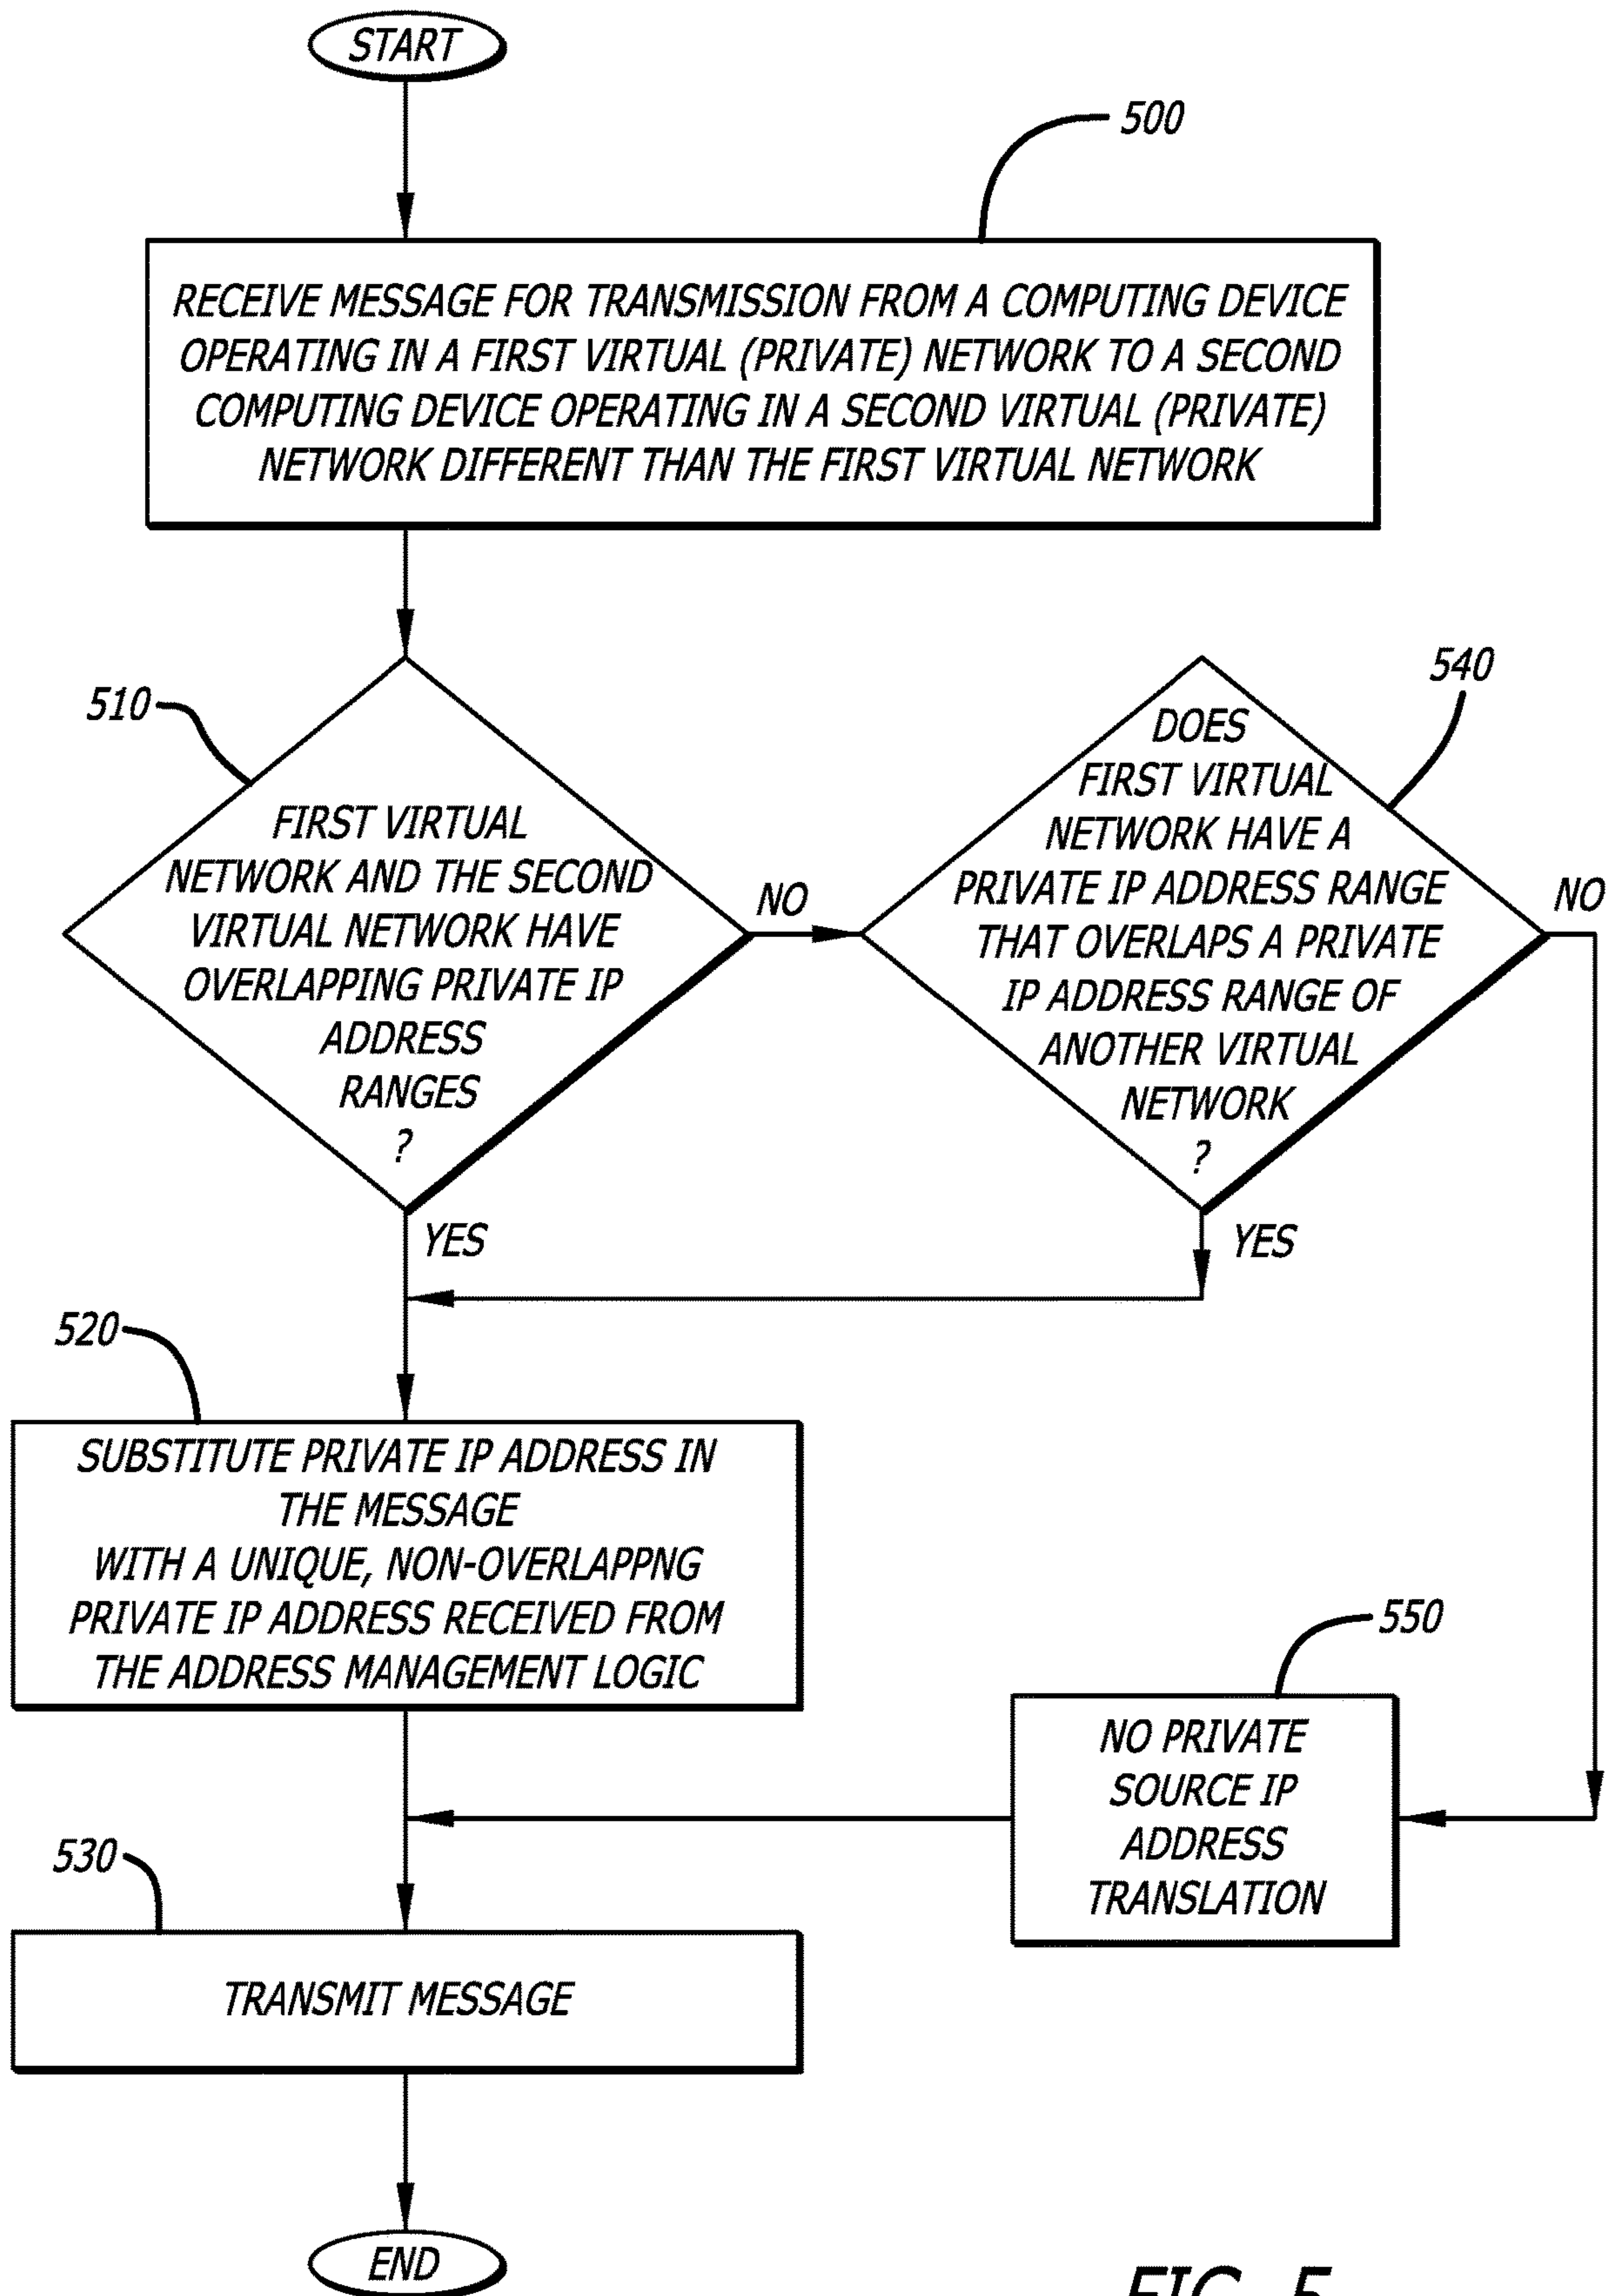 START
500
RECEIVE MESSAGE FOR TRANSMISSION FROM A COMPUTING DEVICE
OPERATING IN A FIRST VIRTUAL (PRIVATE) NETWORK TO A SECOND
COMPUTING DEVICE OPERATING IN A SECOND VIRTUAL (PRIVATE)
NETWORK DIFFERENT THAN THE FIRST VIRTUAL NETWORK
510
FIRST VIRTUAL
NETWORK AND THE SECOND
VIRTUAL NETWORK HAVE
OVERLAPPING PRIVATE IP
ADDRESS
RANGES
?
NO
YES
540
DOES
FIRST VIRTUAL
NETWORK HAVE A
PRIVATE IP ADDRESS RANGE
THAT OVERLAPS A PRIVATE
IP ADDRESS RANGE OF
ANOTHER VIRTUAL
NETWORK
?
NO
YES
520
SUBSTITUTE PRIVATE IP ADDRESS IN
THE MESSAGE
WITH A UNIQUE, NON-OVERLAPPNG
PRIVATE IP ADDRESS RECEIVED FROM
THE ADDRESS MANAGEMENT LOGIC
550
NO PRIVATE
SOURCE IP
ADDRESS
TRANSLATION
530
TRANSMIT MESSAGE
END
FIG. 5